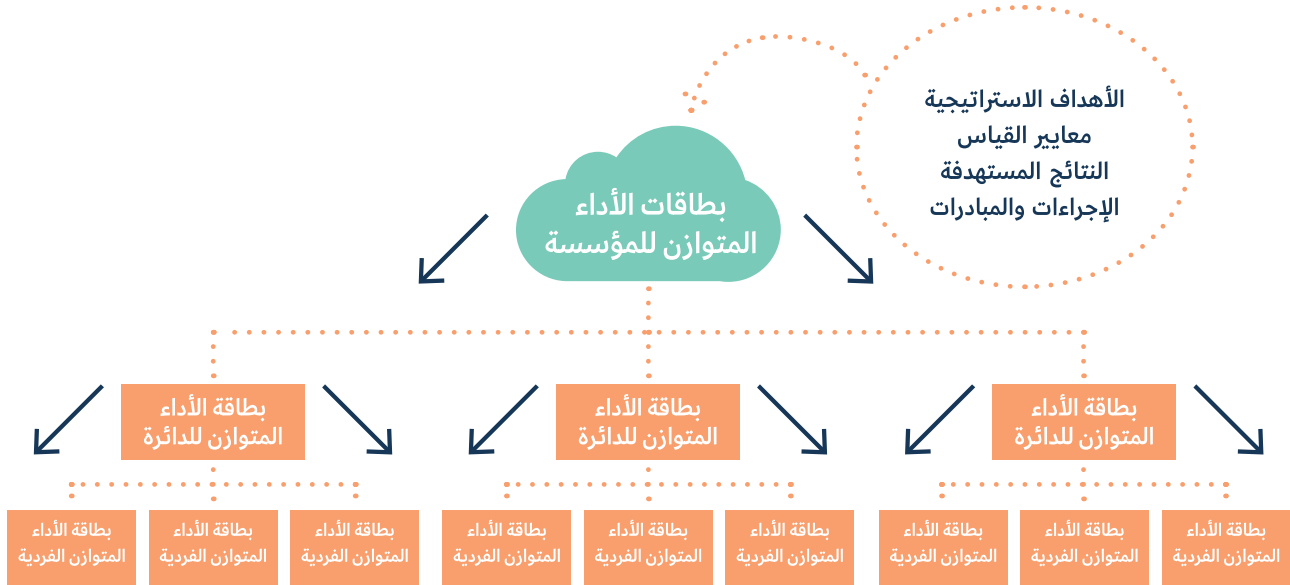 الأهداف الاستراتيجية
معايير القياس
النتائج المستهدفة
الإجراءات والمبادرات
بطاقات الأداء
المتوازن للمؤسسة
بطاقة الأداء
المتوازن للدائرة
بطاقة الأداء
المتوازن للدائرة
بطاقة الأداء
المتوازن للدائرة
بطاقة الأداء
المتوازن الفردية
بطاقة الأداء
المتوازن الفردية
بطاقة الأداء
المتوازن الفردية
بطاقة الأداء
المتوازن الفردية
بطاقة الأداء
المتوازن الفردية
بطاقة الأداء
المتوازن الفردية
بطاقة الأداء
المتوازن الفردية
بطاقة الأداء
المتوازن الفردية
بطاقة الأداء
المتوازن الفردية